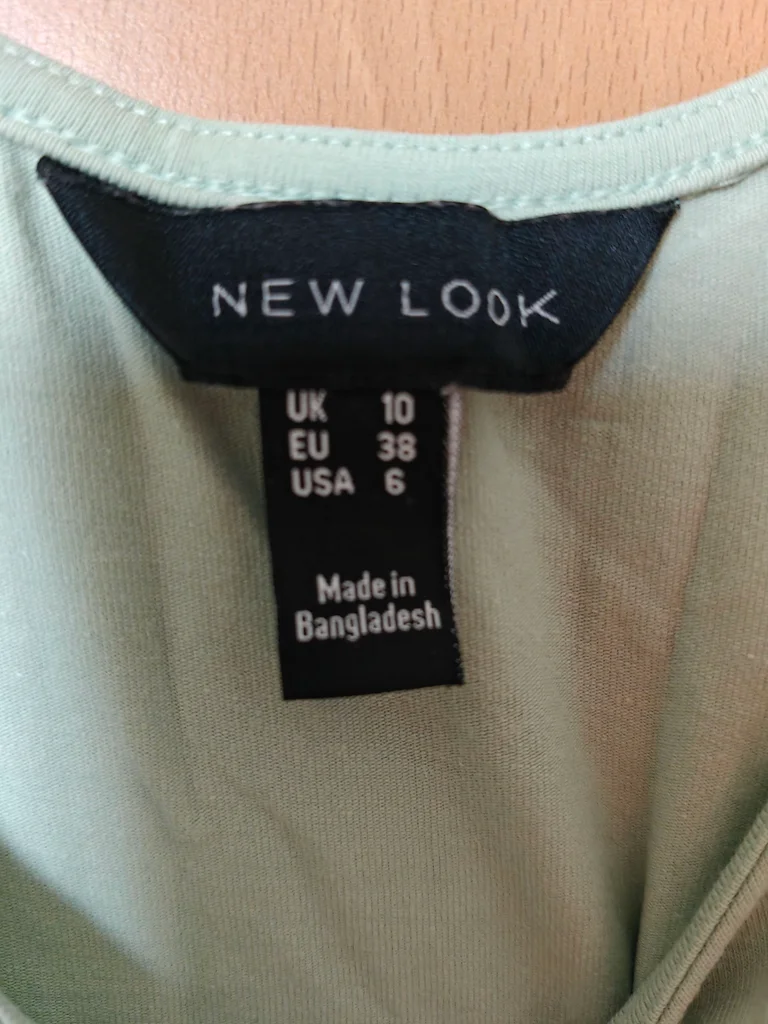 NEW LOOK
UK 10
EU 38
USA 6
Made in
Bangladesh